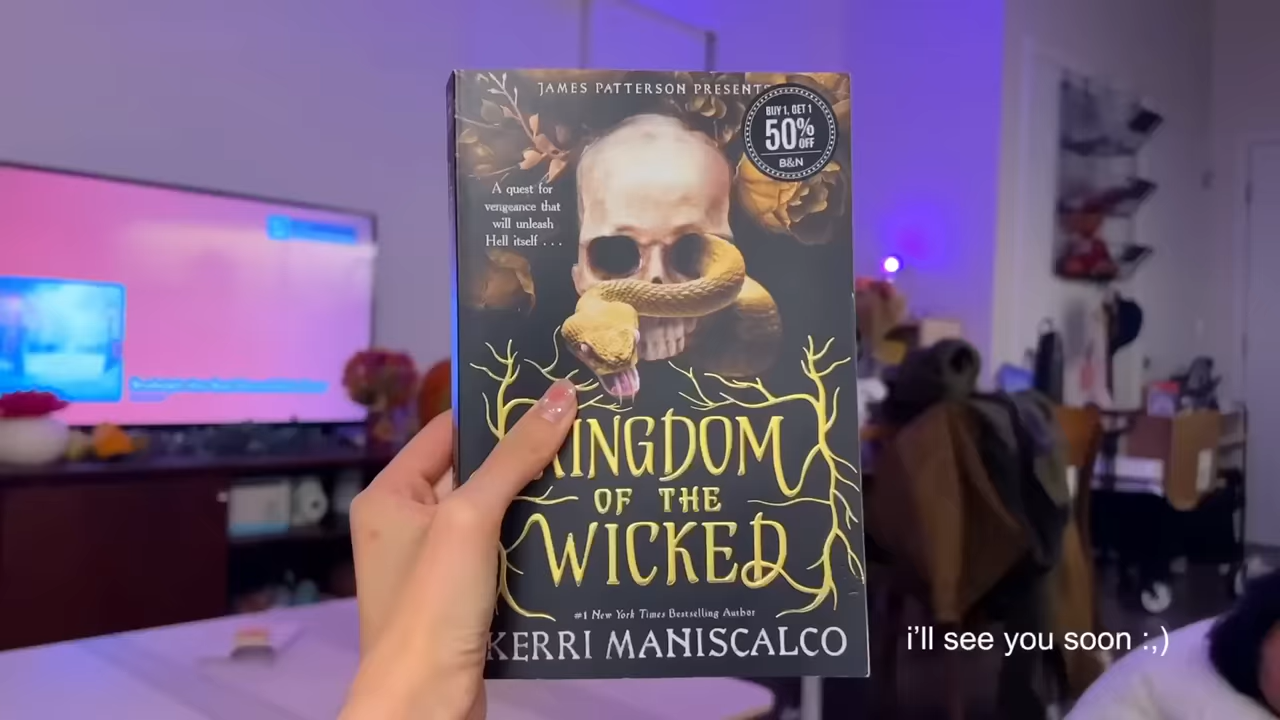 JAMES PATTERSON PRESENTS
BUY 1, GET 1
50% OFF
B&N
A quest for
vengeance that
will unleash
Hell itself . . .
KINGDOM
OF THE
WICKED
#1 New York Times Bestselling Author
KERRI MANISCALCO
i'll see you soon :,)